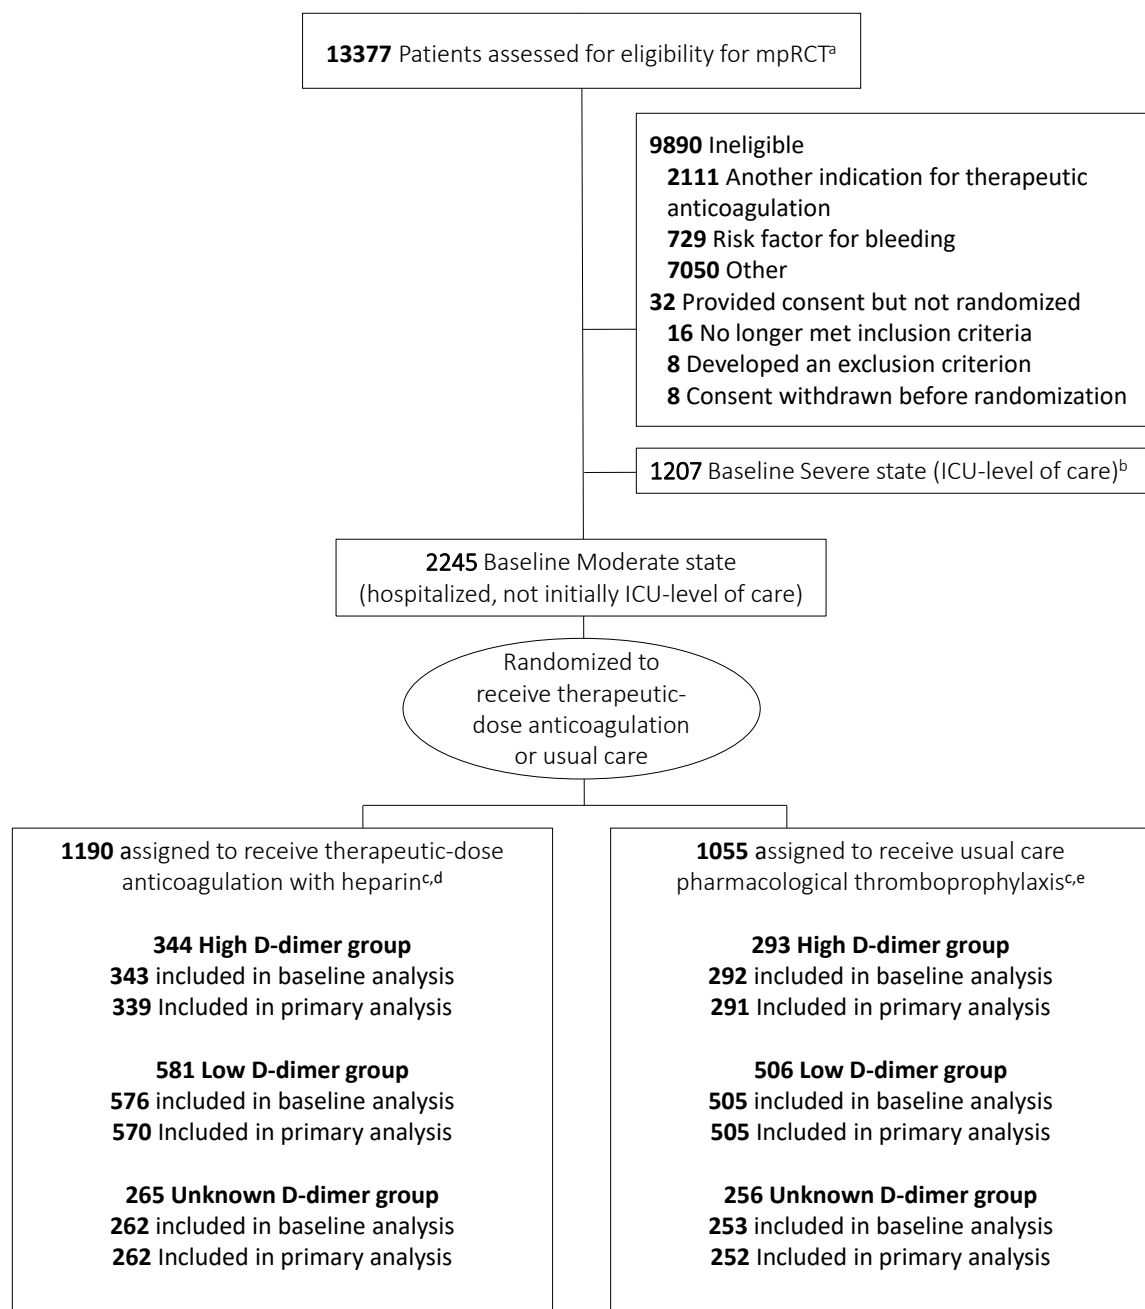 13377 Patients assessed for eligibility for mpRCTa
9890 Ineligible
2111 Another indication for therapeutic
anticoagulation
729 Risk factor for bleeding
7050 Other
32 Provided consent but not randomized
16 No longer met inclusion criteria
8 Developed an exclusion criterion
8 Consent withdrawn before randomization
1207 Baseline Severe state (ICU-level of care)b
2245 Baseline Moderate state
(hospitalized, not initially ICU-level of care)
Randomized to
receive therapeutic-
dose anticoagulation
or usual care
1190 assigned to receive therapeutic-dose
anticoagulation with heparinc,d
344 High D-dimer group
343 included in baseline analysis
339 Included in primary analysis
581 Low D-dimer group
576 included in baseline analysis
570 Included in primary analysis
265 Unknown D-dimer group
262 included in baseline analysis
262 Included in primary analysis
1055 assigned to receive usual care
pharmacological thromboprophylaxisc,e
293 High D-dimer group
292 included in baseline analysis
291 Included in primary analysis
506 Low D-dimer group
505 included in baseline analysis
505 Included in primary analysis
256 Unknown D-dimer group
253 included in baseline analysis
252 Included in primary analysis